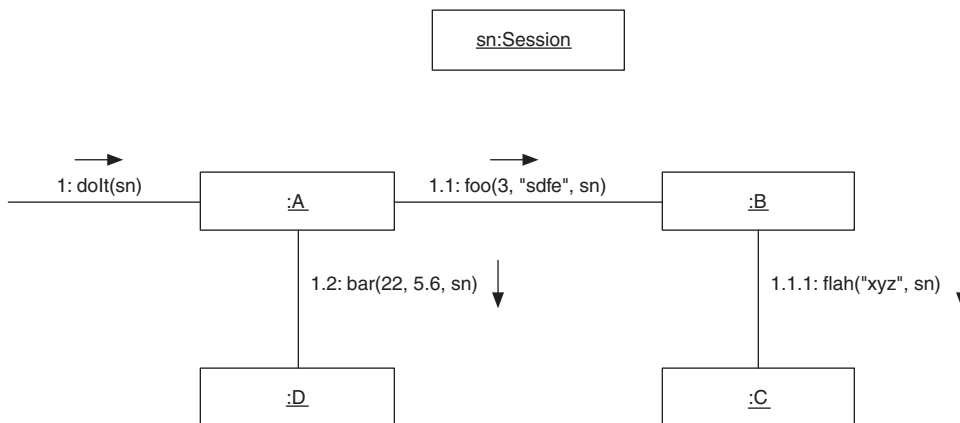 sn:Session
1: doIt(sn)
1.1: foo(3, "sdfe", sn)
:A
:B
1.2: bar(22, 5.6, sn)
1.1.1: flah("xyz", sn)
:D
:C